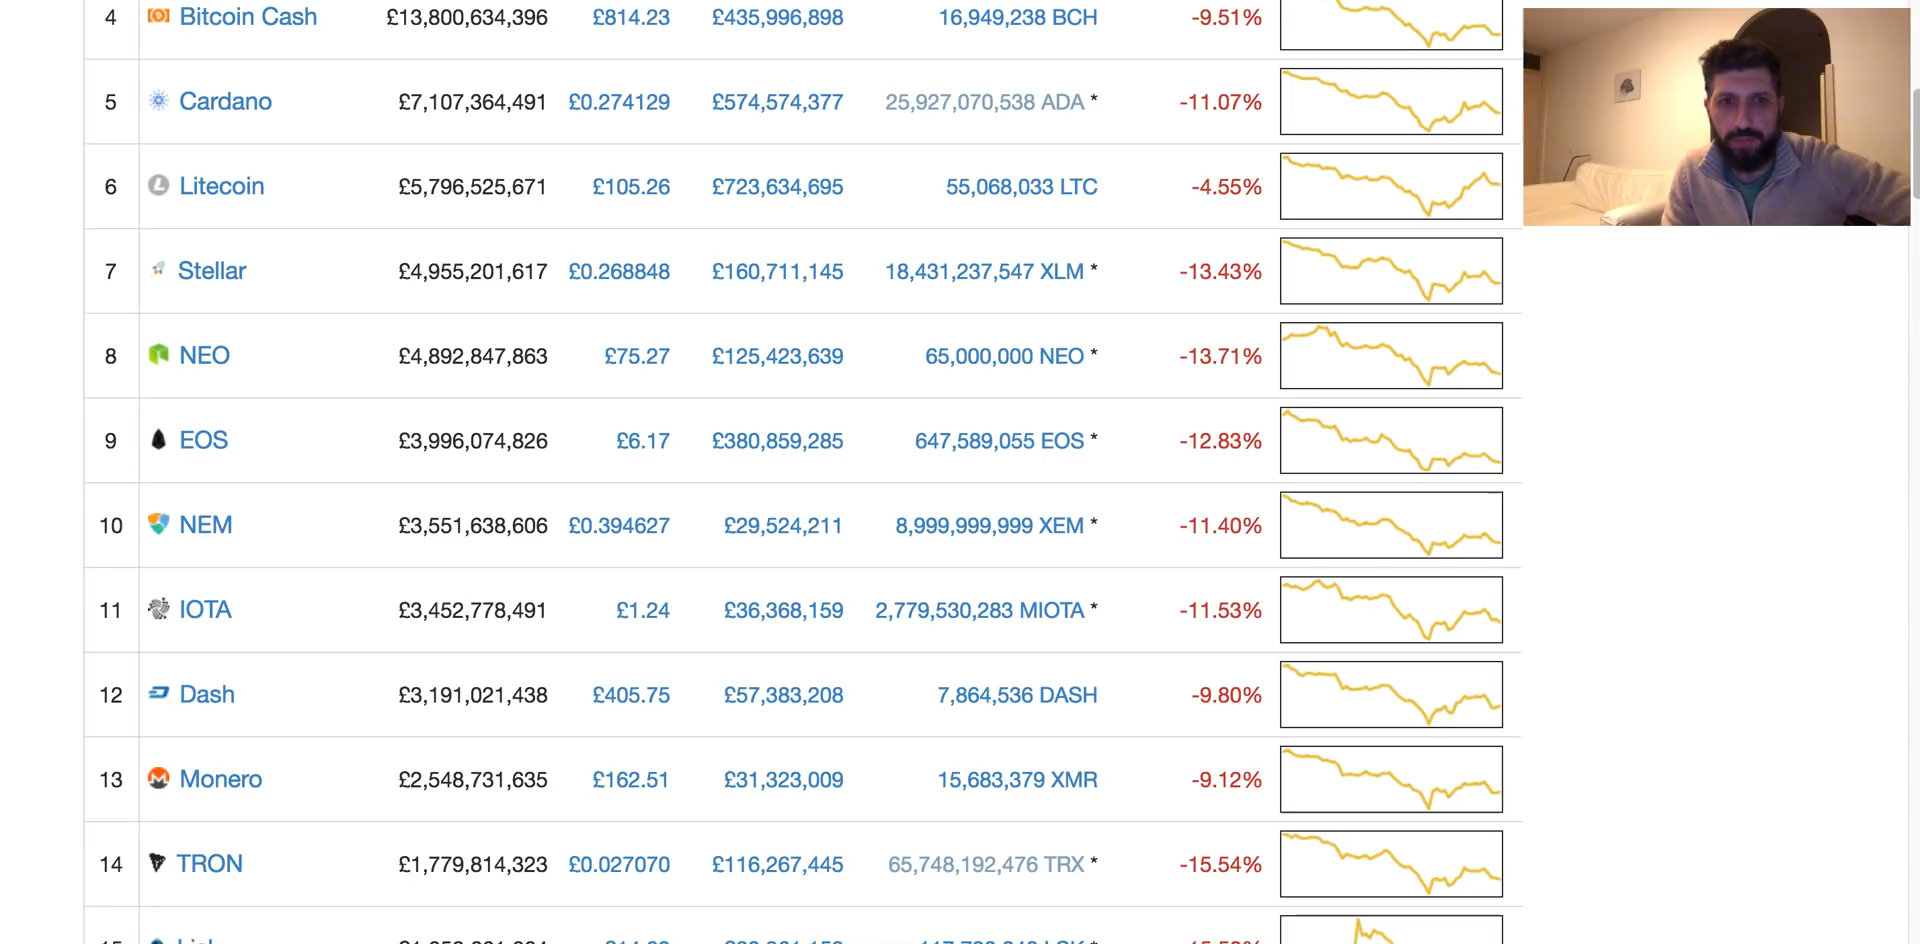 4 Bitcoin Cash £13,800,634,396 £814.23 £435,996,898 16,949,238 BCH -9.51%
5 Cardano £7,107,364,491 £0.274129 £574,574,377 25,927,070,538 ADA * -11.07%
6 Litecoin £5,796,525,671 £105.26 £723,634,695 55,068,033 LTC -4.55%
7 Stellar £4,955,201,617 £0.268848 £160,711,145 18,431,237,547 XLM * -13.43%
8 NEO £4,892,847,863 £75.27 £125,423,639 65,000,000 NEO * -13.71%
9 EOS £3,996,074,826 £6.17 £380,859,285 647,589,055 EOS * -12.83%
10 NEM £3,551,638,606 £0.394627 £29,524,211 8,999,999,999 XEM * -11.40%
11 IOTA £3,452,778,491 £1.24 £36,368,159 2,779,530,283 MIOTA * -11.53%
12 Dash £3,191,021,438 £405.75 £57,383,208 7,864,536 DASH -9.80%
13 Monero £2,548,731,635 £162.51 £31,323,009 15,683,379 XMR -9.12%
14 TRON £1,779,814,323 £0.027070 £116,267,445 65,748,192,476 TRX * -15.54%